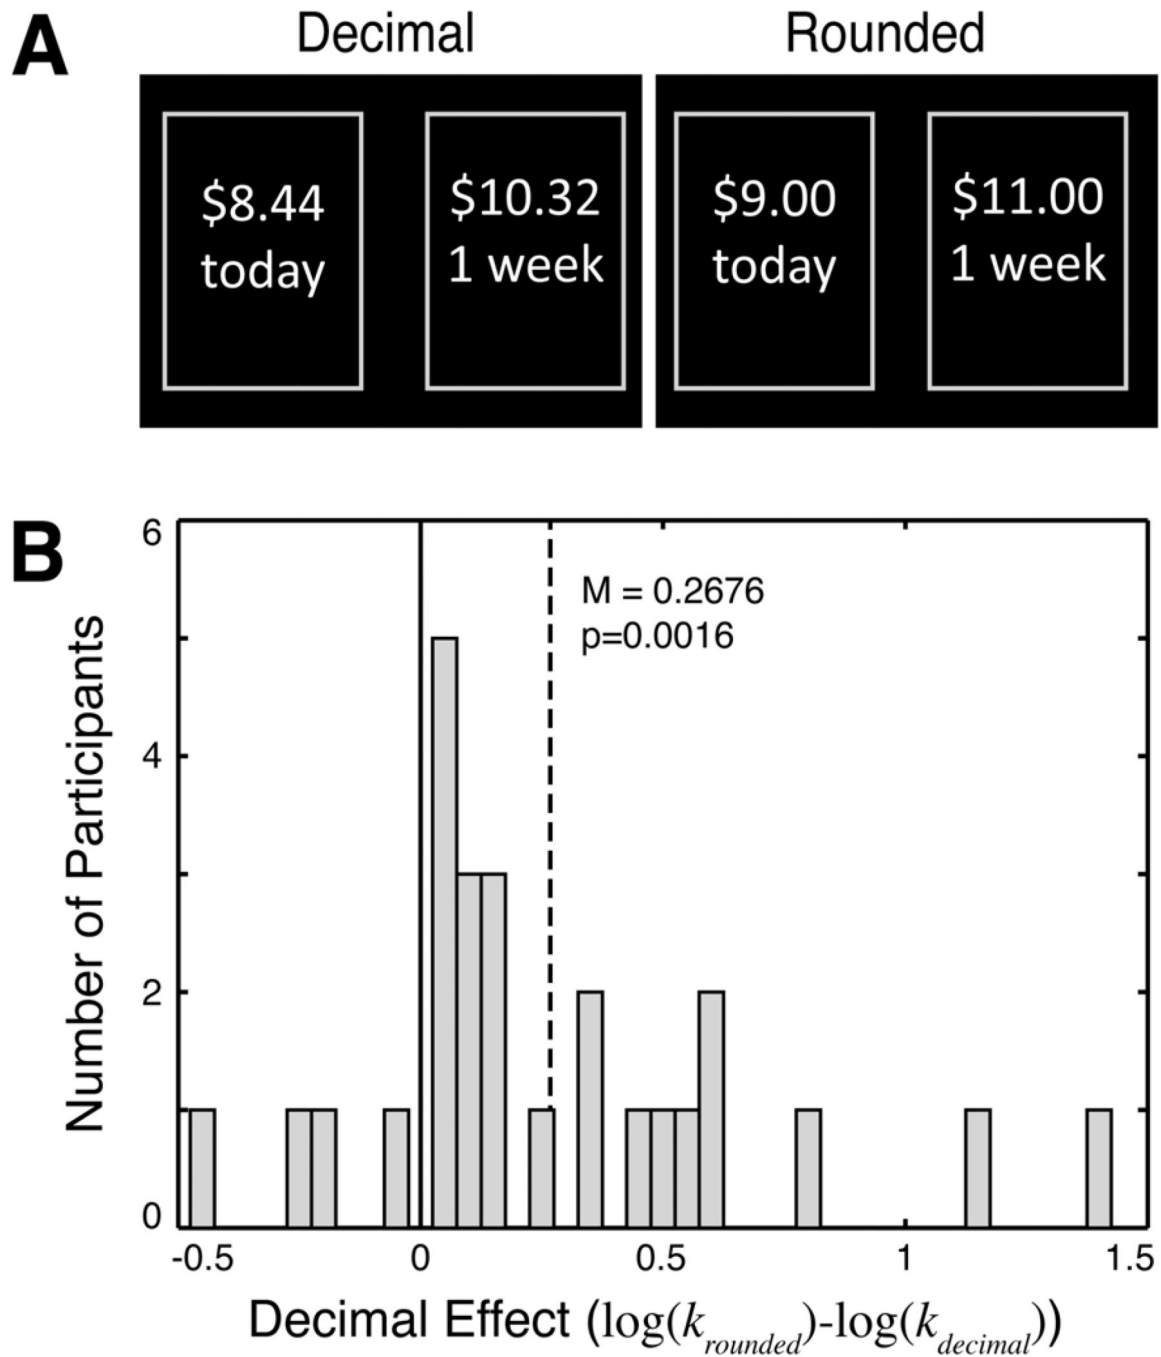 A
Decimal
Rounded
$8.44
today
$10.32
1 week
$9.00
today
$11.00
1 week
B
M = 0.2676
p=0.0016
Number of Participants
6
4
2
0
-0.5
0
0.5
1
1.5
Decimal Effect (log(k_rounded)-log(k_decimal))